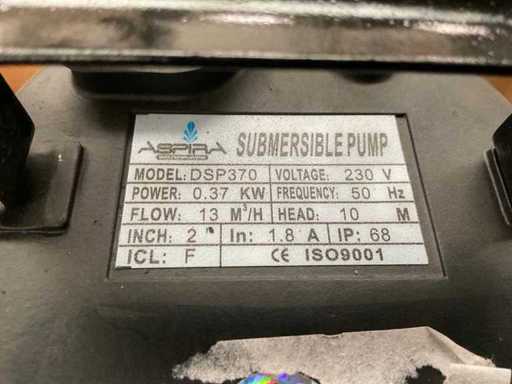 ASPIRA SUBMERSIBLE PUMP
MODEL: DSP370 VOLTAGE: 230 V
POWER: 0.37 KW FREQUENCY: 50 Hz
FLOW: 13 M³/H HEAD: 10 M
INCH: 2" In: 1.8 A IP: 68
ICL: F CE ISO9001